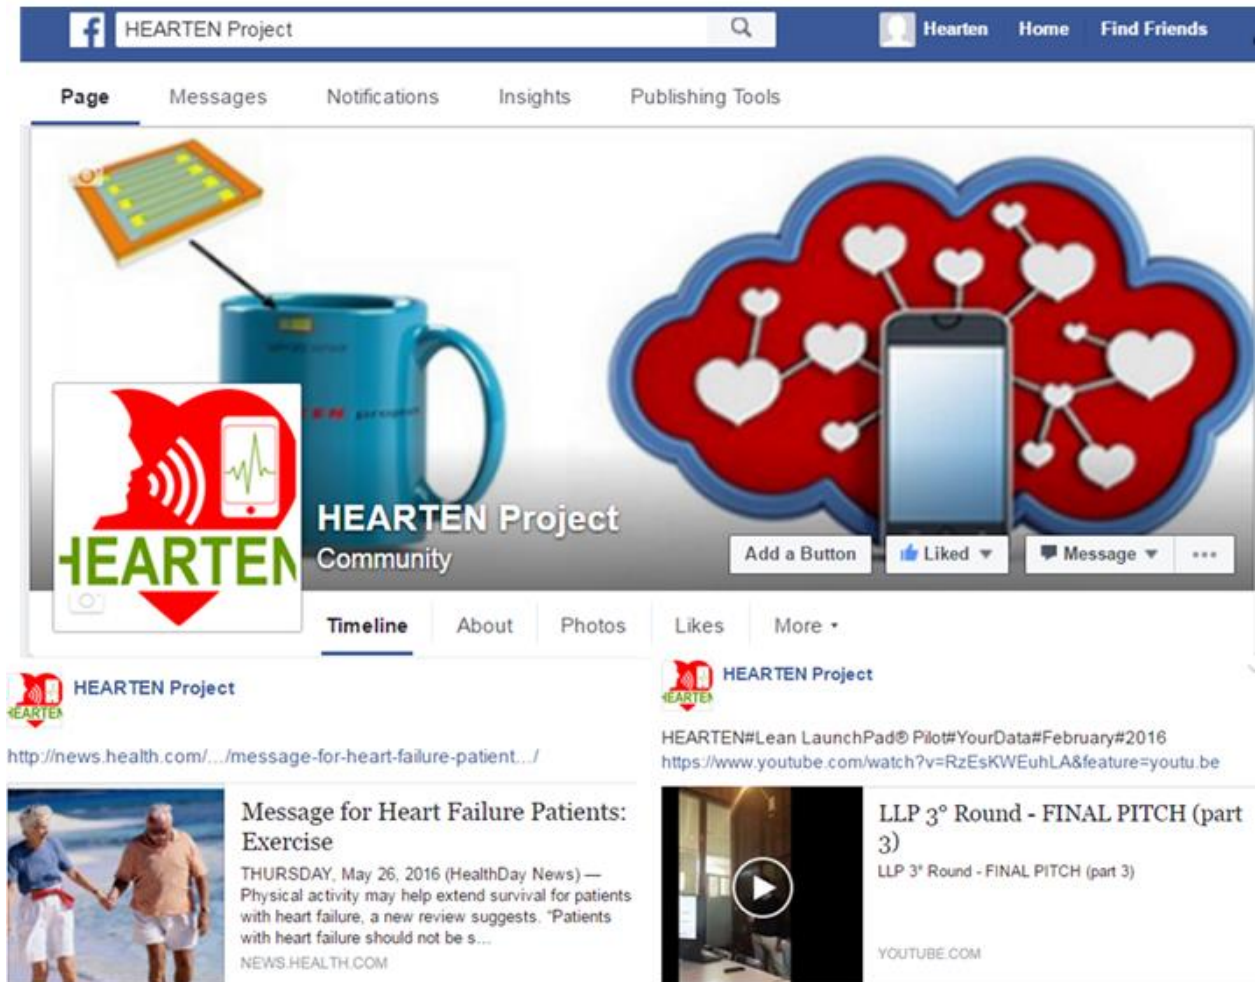 f HEARTEN Project Hearten Home Find Friends
Page Messages Notifications Insights Publishing Tools
EN project
HEARTEN
HEARTEN Project
Community
Add a Button Liked Message
Timeline About Photos Likes More
HEARTEN Project
HEARTEN
http://news.health.com/.../message-for-heart-failure-patient.../
Message for Heart Failure Patients:
Exercise
THURSDAY, May 26, 2016 (HealthDay News) —
Physical activity may help extend survival for patients
with heart failure, a new review suggests. "Patients
with heart failure should not be s...
NEWS.HEALTH.COM
HEARTEN Project
HEARTEN
HEARTEN#Lean LaunchPad® Pilot#YourData#February#2016
https://www.youtube.com/watch?v=RzEsKWEuhLA&feature=youtu.be
LLP 3° Round - FINAL PITCH (part
3)
LLP 3° Round - FINAL PITCH (part 3)
YOUTUBE.COM